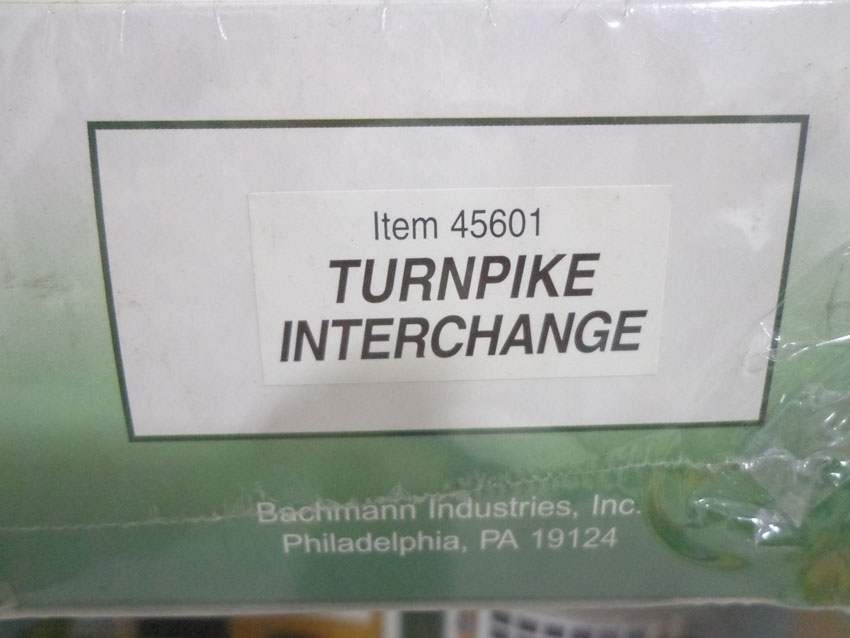 Item 45601
TURNPIKE
INTERCHANGE
Bachmann Industries, Inc.
Philadelphia, PA 19124